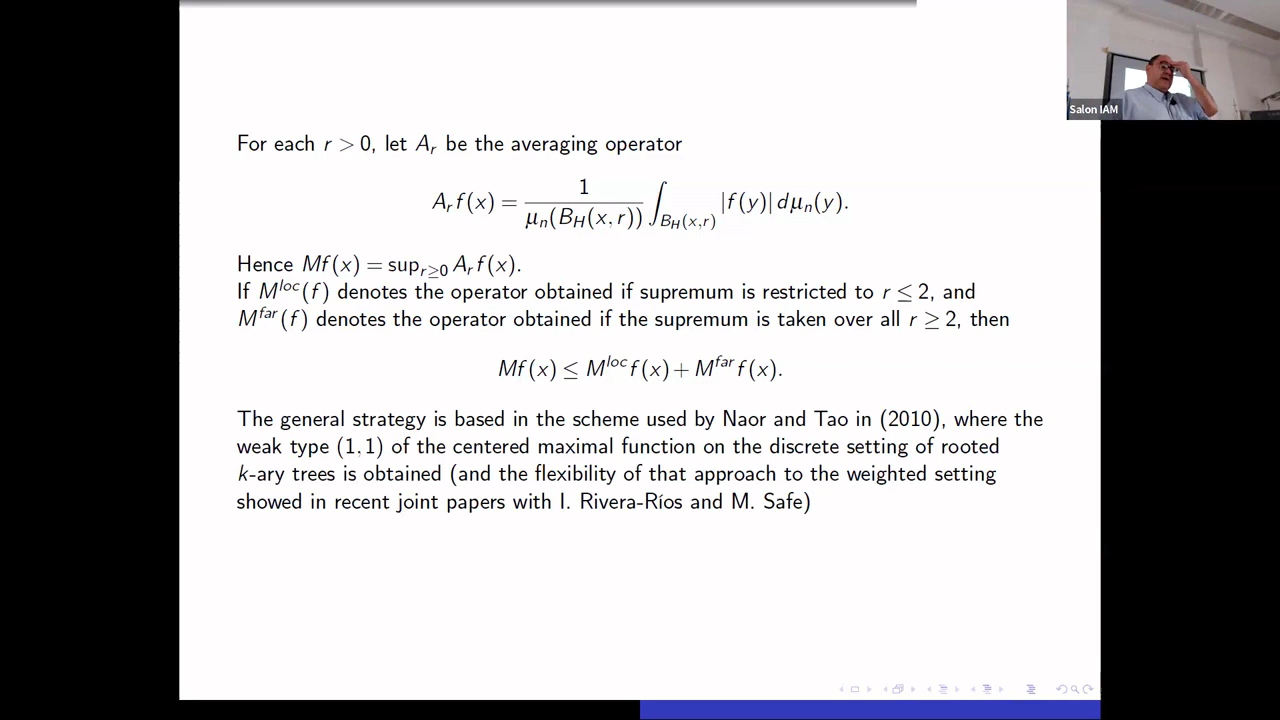 Salon IAM
For each r > 0, let A_r be the averaging operator
A_r f(x) = 1/μ_n(B_H(x,r)) ∫_{B_H(x,r)} |f(y)| dμ_n(y).
Hence Mf(x) = sup_{r≥0} A_r f(x).
If M^{loc}(f) denotes the operator obtained if supremum is restricted to r ≤ 2, and
M^{far}(f) denotes the operator obtained if the supremum is taken over all r ≥ 2, then
Mf(x) ≤ M^{loc} f(x) + M^{far} f(x).
The general strategy is based in the scheme used by Naor and Tao in (2010), where the
weak type (1,1) of the centered maximal function on the discrete setting of rooted
k-ary trees is obtained (and the flexibility of that approach to the weighted setting
showed in recent joint papers with I. Rivera-Ríos and M. Safe)